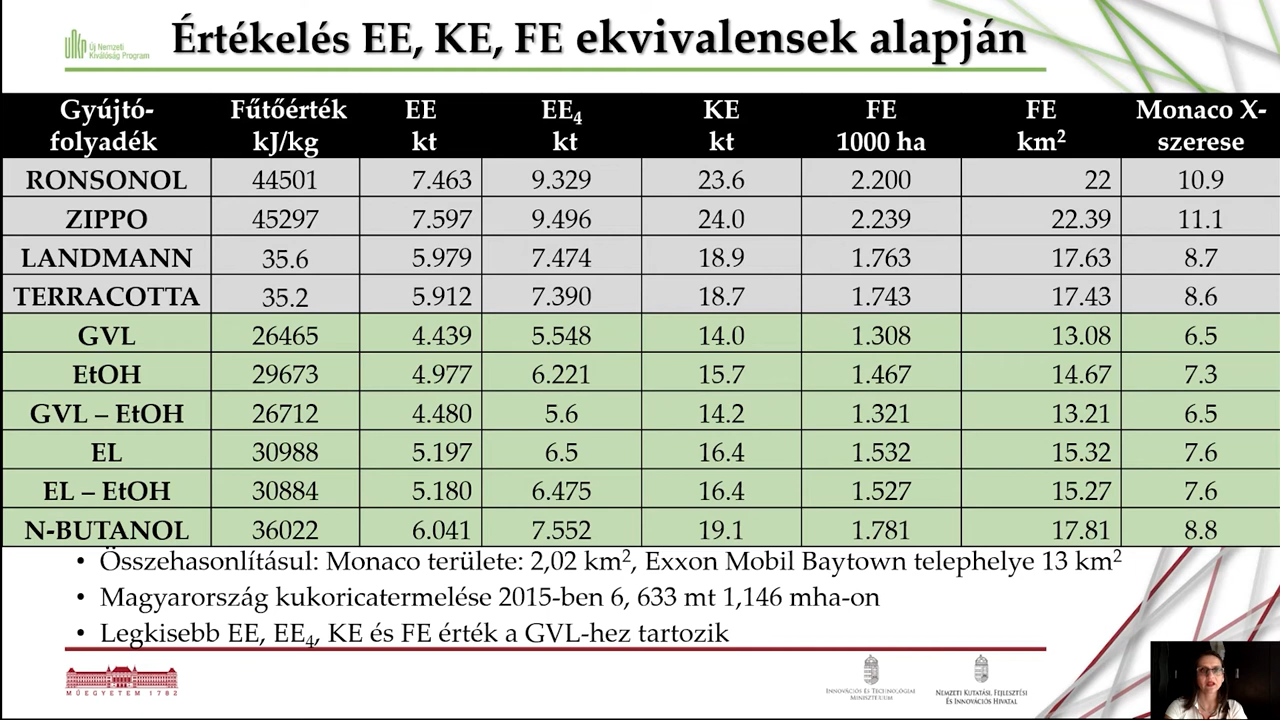 Új Nemzeti
Kiválóság Program
Értékelés EE, KE, FE ekvivalensek alapján
Gyújtó-folyadék Fűtőérték kJ/kg EE kt EE4 kt KE kt FE 1000 ha FE km² Monaco X-szerese
RONSONOL 44501 7.463 9.329 23.6 2.200 22 10.9
ZIPPO 45297 7.597 9.496 24.0 2.239 22.39 11.1
LANDMANN 35.6 5.979 7.474 18.9 1.763 17.63 8.7
TERRACOTTA 35.2 5.912 7.390 18.7 1.743 17.43 8.6
GVL 26465 4.439 5.548 14.0 1.308 13.08 6.5
EtOH 29673 4.977 6.221 15.7 1.467 14.67 7.3
GVL – EtOH 26712 4.480 5.6 14.2 1.321 13.21 6.5
EL 30988 5.197 6.5 16.4 1.532 15.32 7.6
EL – EtOH 30884 5.180 6.475 16.4 1.527 15.27 7.6
N-BUTANOL 36022 6.041 7.552 19.1 1.781 17.81 8.8
• Összehasonlításul: Monaco területe: 2,02 km², Exxon Mobil Baytown telephelye 13 km²
• Magyarország kukoricatermelése 2015-ben 6, 633 mt 1,146 mha-on
• Legkisebb EE, EE4, KE és FE érték a GVL-hez tartozik
MŰEGYETEM 1782
INNOVÁCIÓS ÉS TECHNOLÓGIAI
MINISZTÉRIUM
NEMZETI KUTATÁSI, FEJLESZTÉSI
ÉS INNOVÁCIÓS HIVATAL